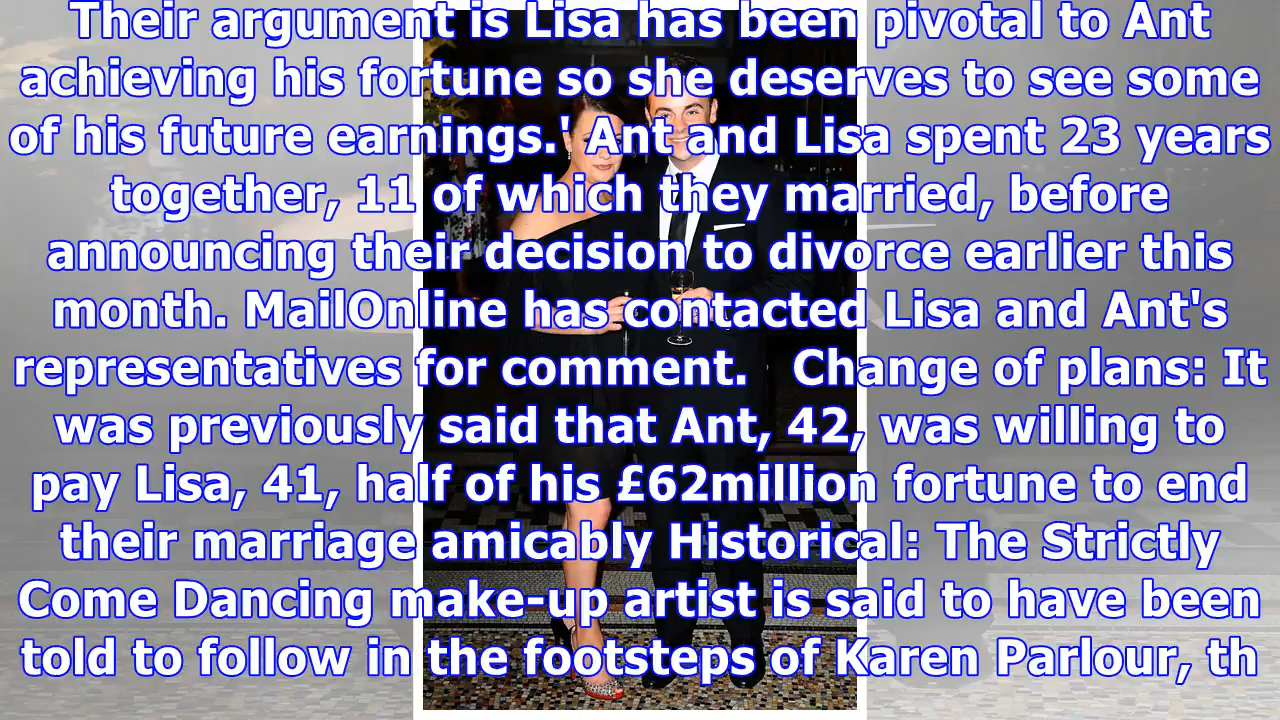 Their argument is Lisa has been pivotal to Ant
achieving his fortune so she deserves to see some
of his future earnings.' Ant and Lisa spent 23 years
together, 11 of which they married, before
announcing their decision to divorce earlier this
month. MailOnline has contacted Lisa and Ant's
representatives for comment.   Change of plans: It
was previously said that Ant, 42, was willing to
pay Lisa, 41, half of his £62million fortune to end
their marriage amicably Historical: The Strictly
Come Dancing make-up artist is said to have been
told to follow in the footsteps of Karen Parlour, th